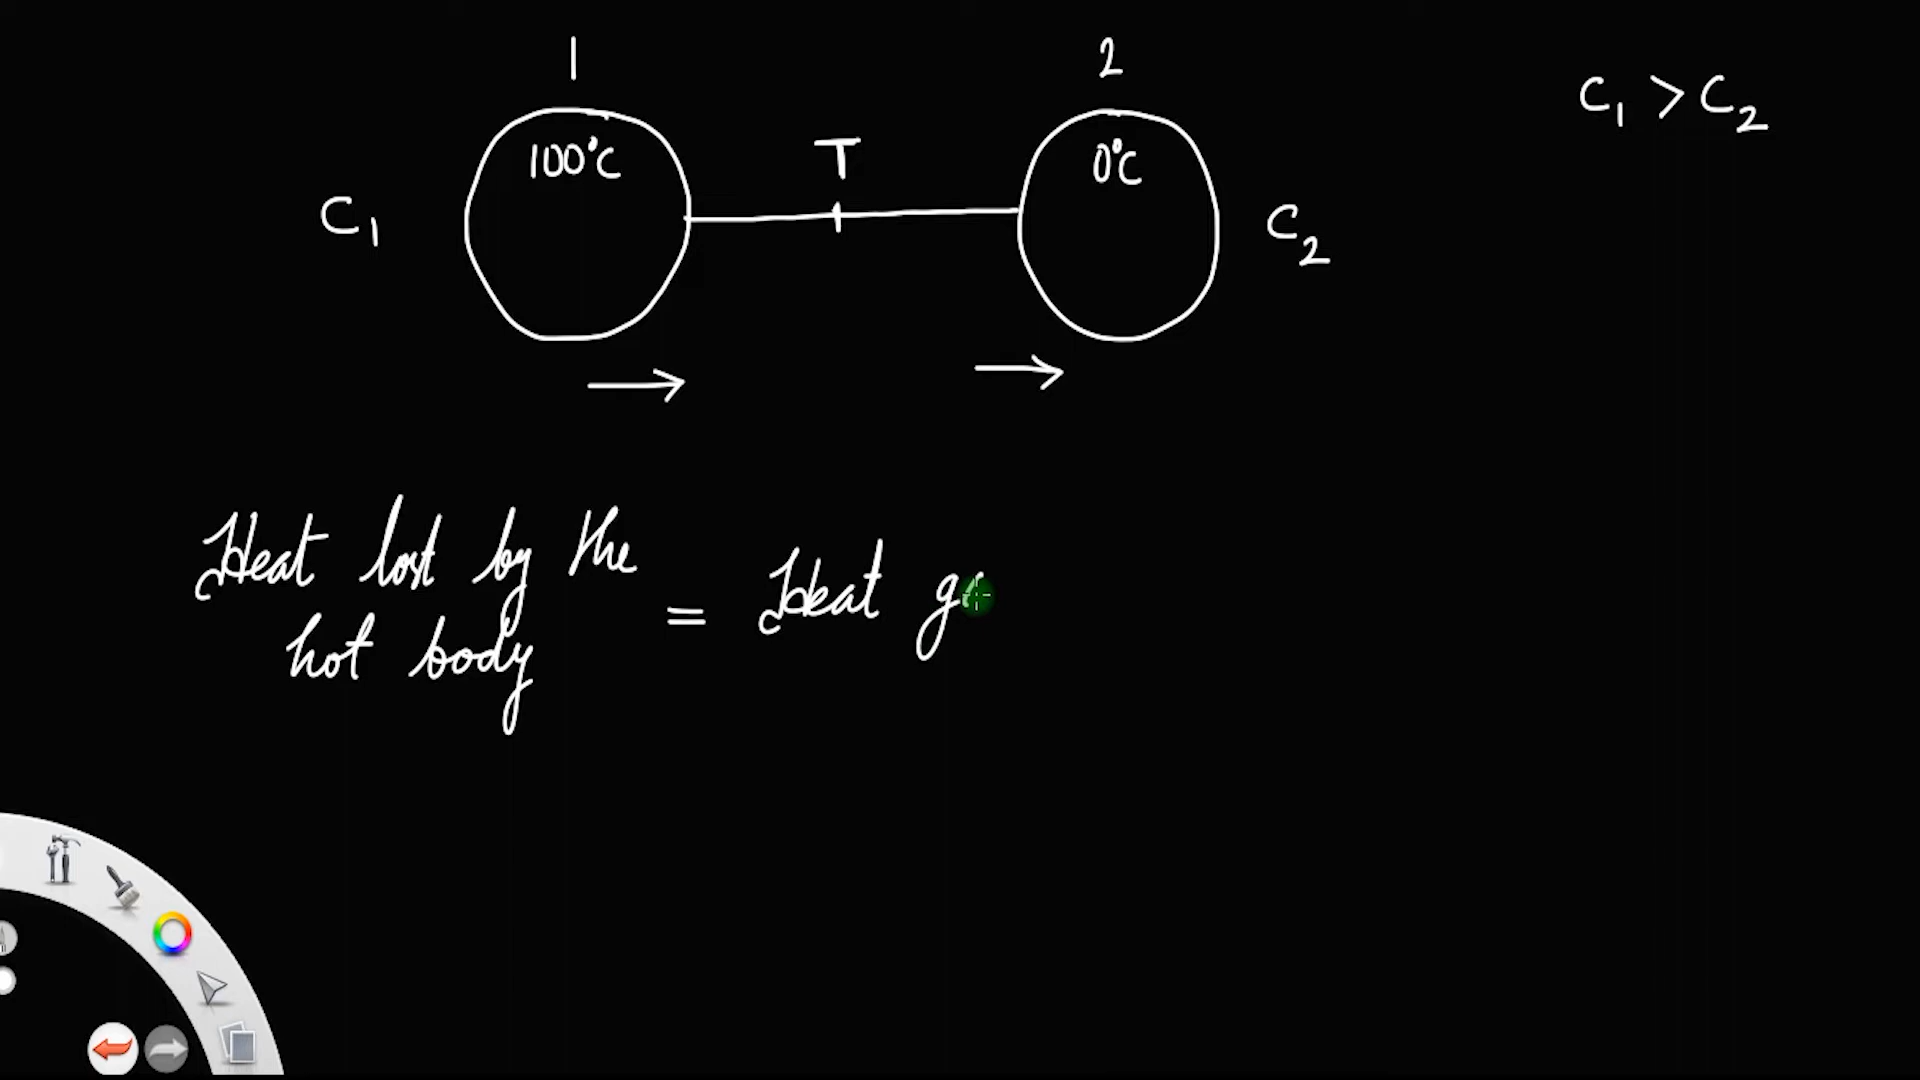 1 2
C₁ > C₂
100°C T 0°C
C₁ C₂
Heat lost by the
hot body = Heat